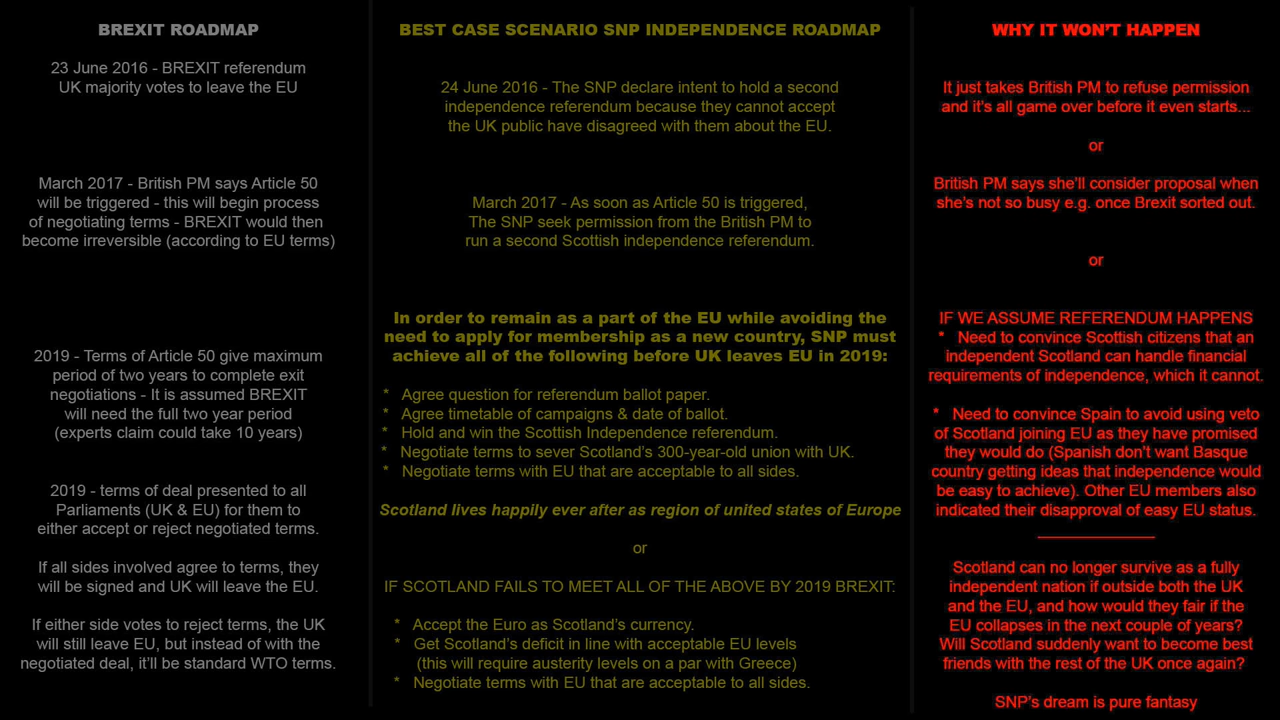 BREXIT ROADMAP
23 June 2016 - BREXIT referendum
UK majority votes to leave the EU
March 2017 - British PM says Article 50
will be triggered - this will begin process
of negotiating terms - BREXIT would then
become irreversible (according to EU terms)
2019 - Terms of Article 50 give maximum
period of two years to complete exit
negotiations - It is assumed BREXIT
will need the full two year period
(experts claim could take 10 years)
2019 - terms of deal presented to all
Parliaments (UK & EU) for them to
either accept or reject negotiated terms.
If all sides involved agree to terms, they
will be signed and UK will leave the EU.
If either side votes to reject terms, the UK
will still leave EU, but instead of with the
negotiated deal, it'll be standard WTO terms.
BEST CASE SCENARIO SNP INDEPENDENCE ROADMAP
24 June 2016 - The SNP declare intent to hold a second
independence referendum because they cannot accept
the UK public have disagreed with them about the EU.
March 2017 - As soon as Article 50 is triggered,
The SNP seek permission from the British PM to
run a second Scottish independence referendum.
In order to remain as a part of the EU while avoiding the
need to apply for membership as a new country, SNP must
achieve all of the following before UK leaves EU in 2019:
* Agree question for referendum ballot paper.
* Agree timetable of campaigns & date of ballot.
* Hold and win the Scottish Independence referendum.
* Negotiate terms to sever Scotland's 300-year-old union with UK.
* Negotiate terms with EU that are acceptable to all sides.
Scotland lives happily ever after as region of united states of Europe
or
IF SCOTLAND FAILS TO MEET ALL OF THE ABOVE BY 2019 BREXIT:
* Accept the Euro as Scotland's currency.
* Get Scotland's deficit in line with acceptable EU levels
(this will require austerity levels on a par with Greece)
* Negotiate terms with EU that are acceptable to all sides.
WHY IT WON'T HAPPEN
It just takes British PM to refuse permission
and it's all game over before it even starts...
or
British PM says she'll consider proposal when
she's not so busy e.g. once Brexit sorted out.
or
IF WE ASSUME REFERENDUM HAPPENS
* Need to convince Scottish citizens that an
independent Scotland can handle financial
requirements of independence, which it cannot.
* Need to convince Spain to avoid using veto
of Scotland joining EU as they have promised
they would do (Spanish don't want Basque
country getting ideas that independence would
be easy to achieve). Other EU members also
indicated their disapproval of easy EU status.
Scotland can no longer survive as a fully
independent nation if outside both the UK
and the EU, and how would they fair if the
EU collapses in the next couple of years?
Will Scotland suddenly want to become best
friends with the rest of the UK once again?
SNP's dream is pure fantasy